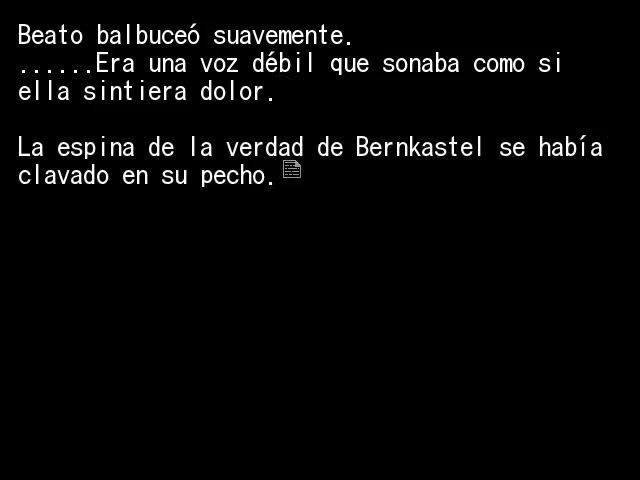 Beato balbuceó suavemente.
......Era una voz débil que sonaba como si
ella sintiera dolor.
La espina de la verdad de Bernkastel se había
clavado en su pecho.